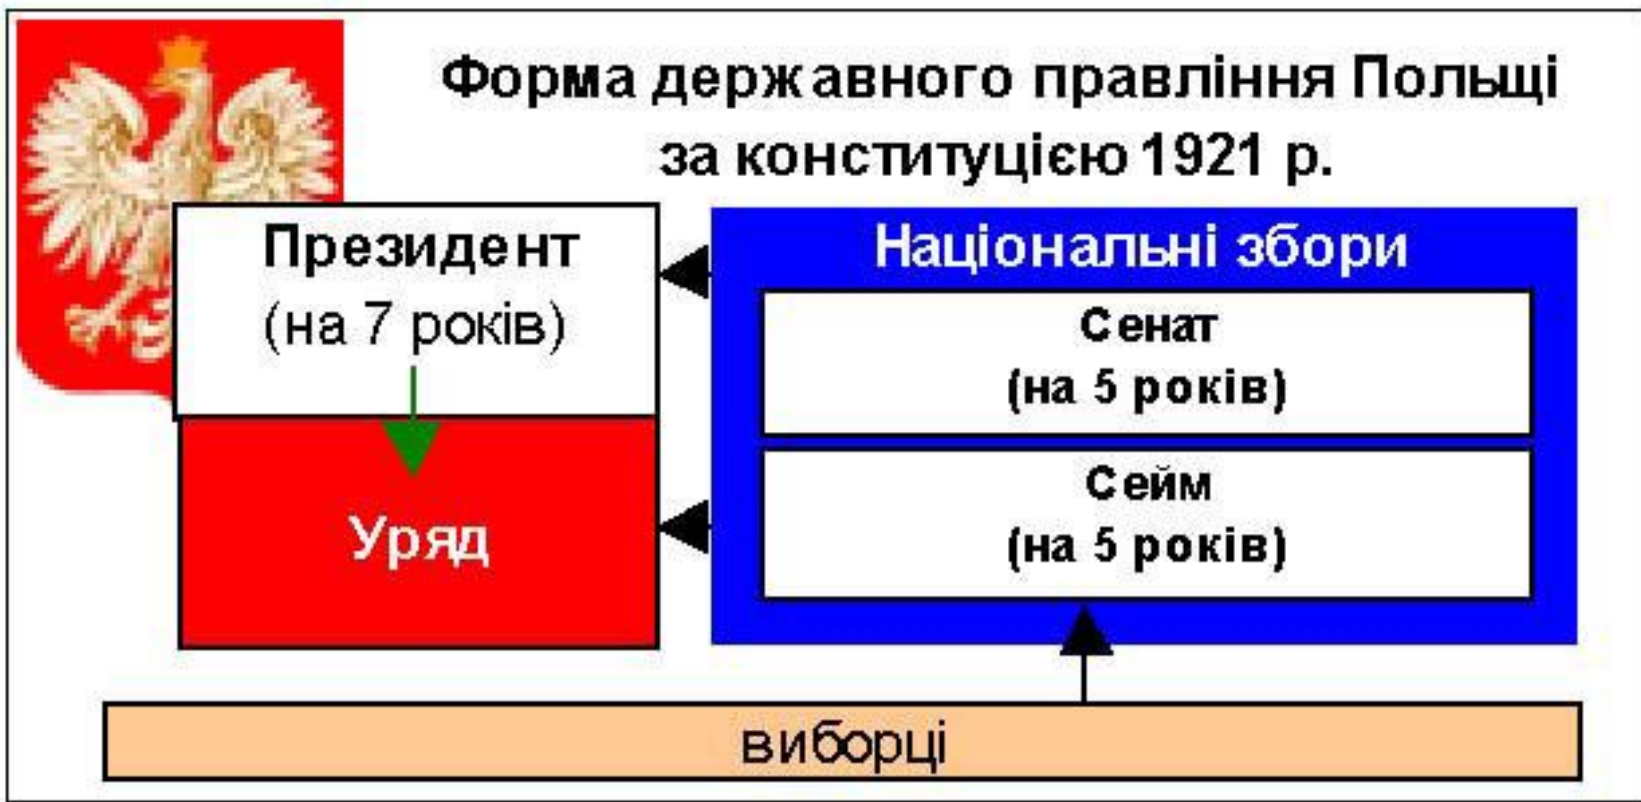 Форма державного правління Польщі
за конституцією 1921 р.
Президент
(на 7 років)
Уряд
Національні збори
Сенат
(на 5 років)
Сейм
(на 5 років)
виборці